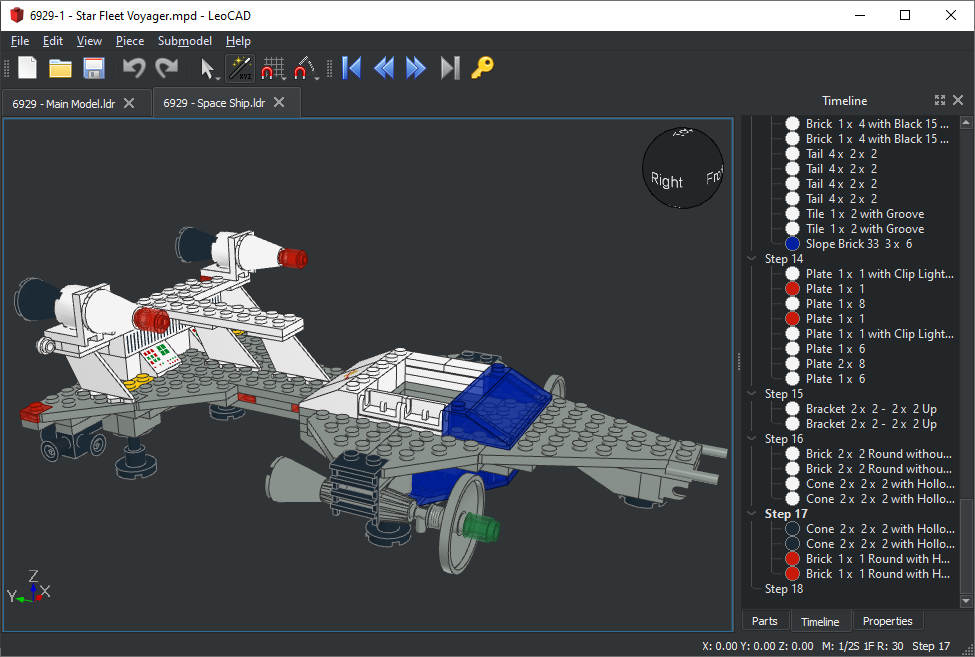 6929-1 - Star Fleet Voyager.mpd - LeoCAD
File Edit View Piece Submodel Help
XYZ
6929 - Main Model.ldr
6929 - Space Ship.ldr
Timeline
Right
Brick 1 x 4 with Black 15 ...
Brick 1 x 4 with Black 15 ...
Tail 4 x 2 x 2
Tail 4 x 2 x 2
Tail 4 x 2 x 2
Tail 4 x 2 x 2
Tile 1 x 2 with Groove
Tile 1 x 2 with Groove
Slope Brick 33 3 x 6
Step 14
Plate 1 x 1 with Clip Light...
Plate 1 x 1
Plate 1 x 8
Plate 1 x 1
Plate 1 x 1 with Clip Light...
Plate 1 x 6
Plate 2 x 8
Plate 1 x 6
Step 15
Bracket 2 x 2 - 2 x 2 Up
Bracket 2 x 2 - 2 x 2 Up
Step 16
Brick 2 x 2 Round withou...
Brick 2 x 2 Round withou...
Cone 2 x 2 x 2 with Hollo...
Cone 2 x 2 x 2 with Hollo...
Step 17
Cone 2 x 2 x 2 with Hollo...
Cone 2 x 2 x 2 with Hollo...
Brick 1 x 1 Round with H...
Brick 1 x 1 Round with H...
Step 18
Z
Y X
Parts Timeline Properties
X: 0.00 Y: 0.00 Z: 0.00 M: 1/2S 1F R: 30 Step 17